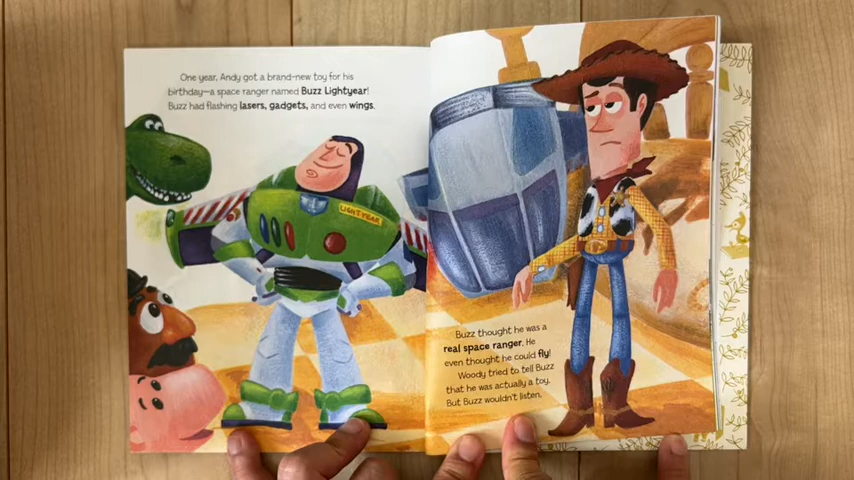 One year, Andy got a brand-new toy for his
birthday—a space ranger named Buzz Lightyear!
Buzz had flashing lasers, gadgets, and even wings.
LIGHTYEAR
Buzz thought he was a
real space ranger. He
even thought he could fly!
Woody tried to tell Buzz
that he was actually a toy.
But Buzz wouldn't listen.